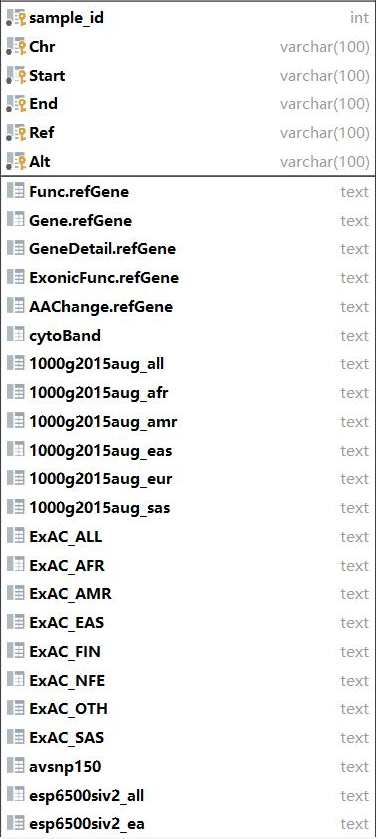 sample_id int
Chr varchar(100)
Start varchar(100)
End varchar(100)
Ref varchar(100)
Alt varchar(100)
Func.refGene text
Gene.refGene text
GeneDetail.refGene text
ExonicFunc.refGene text
AAChange.refGene text
cytoBand text
1000g2015aug_all text
1000g2015aug_afr text
1000g2015aug_amr text
1000g2015aug_eas text
1000g2015aug_eur text
1000g2015aug_sas text
ExAC_ALL text
ExAC_AFR text
ExAC_AMR text
ExAC_EAS text
ExAC_FIN text
ExAC_NFE text
ExAC_OTH text
ExAC_SAS text
avsnp150 text
esp6500siv2_all text
esp6500siv2_ea text